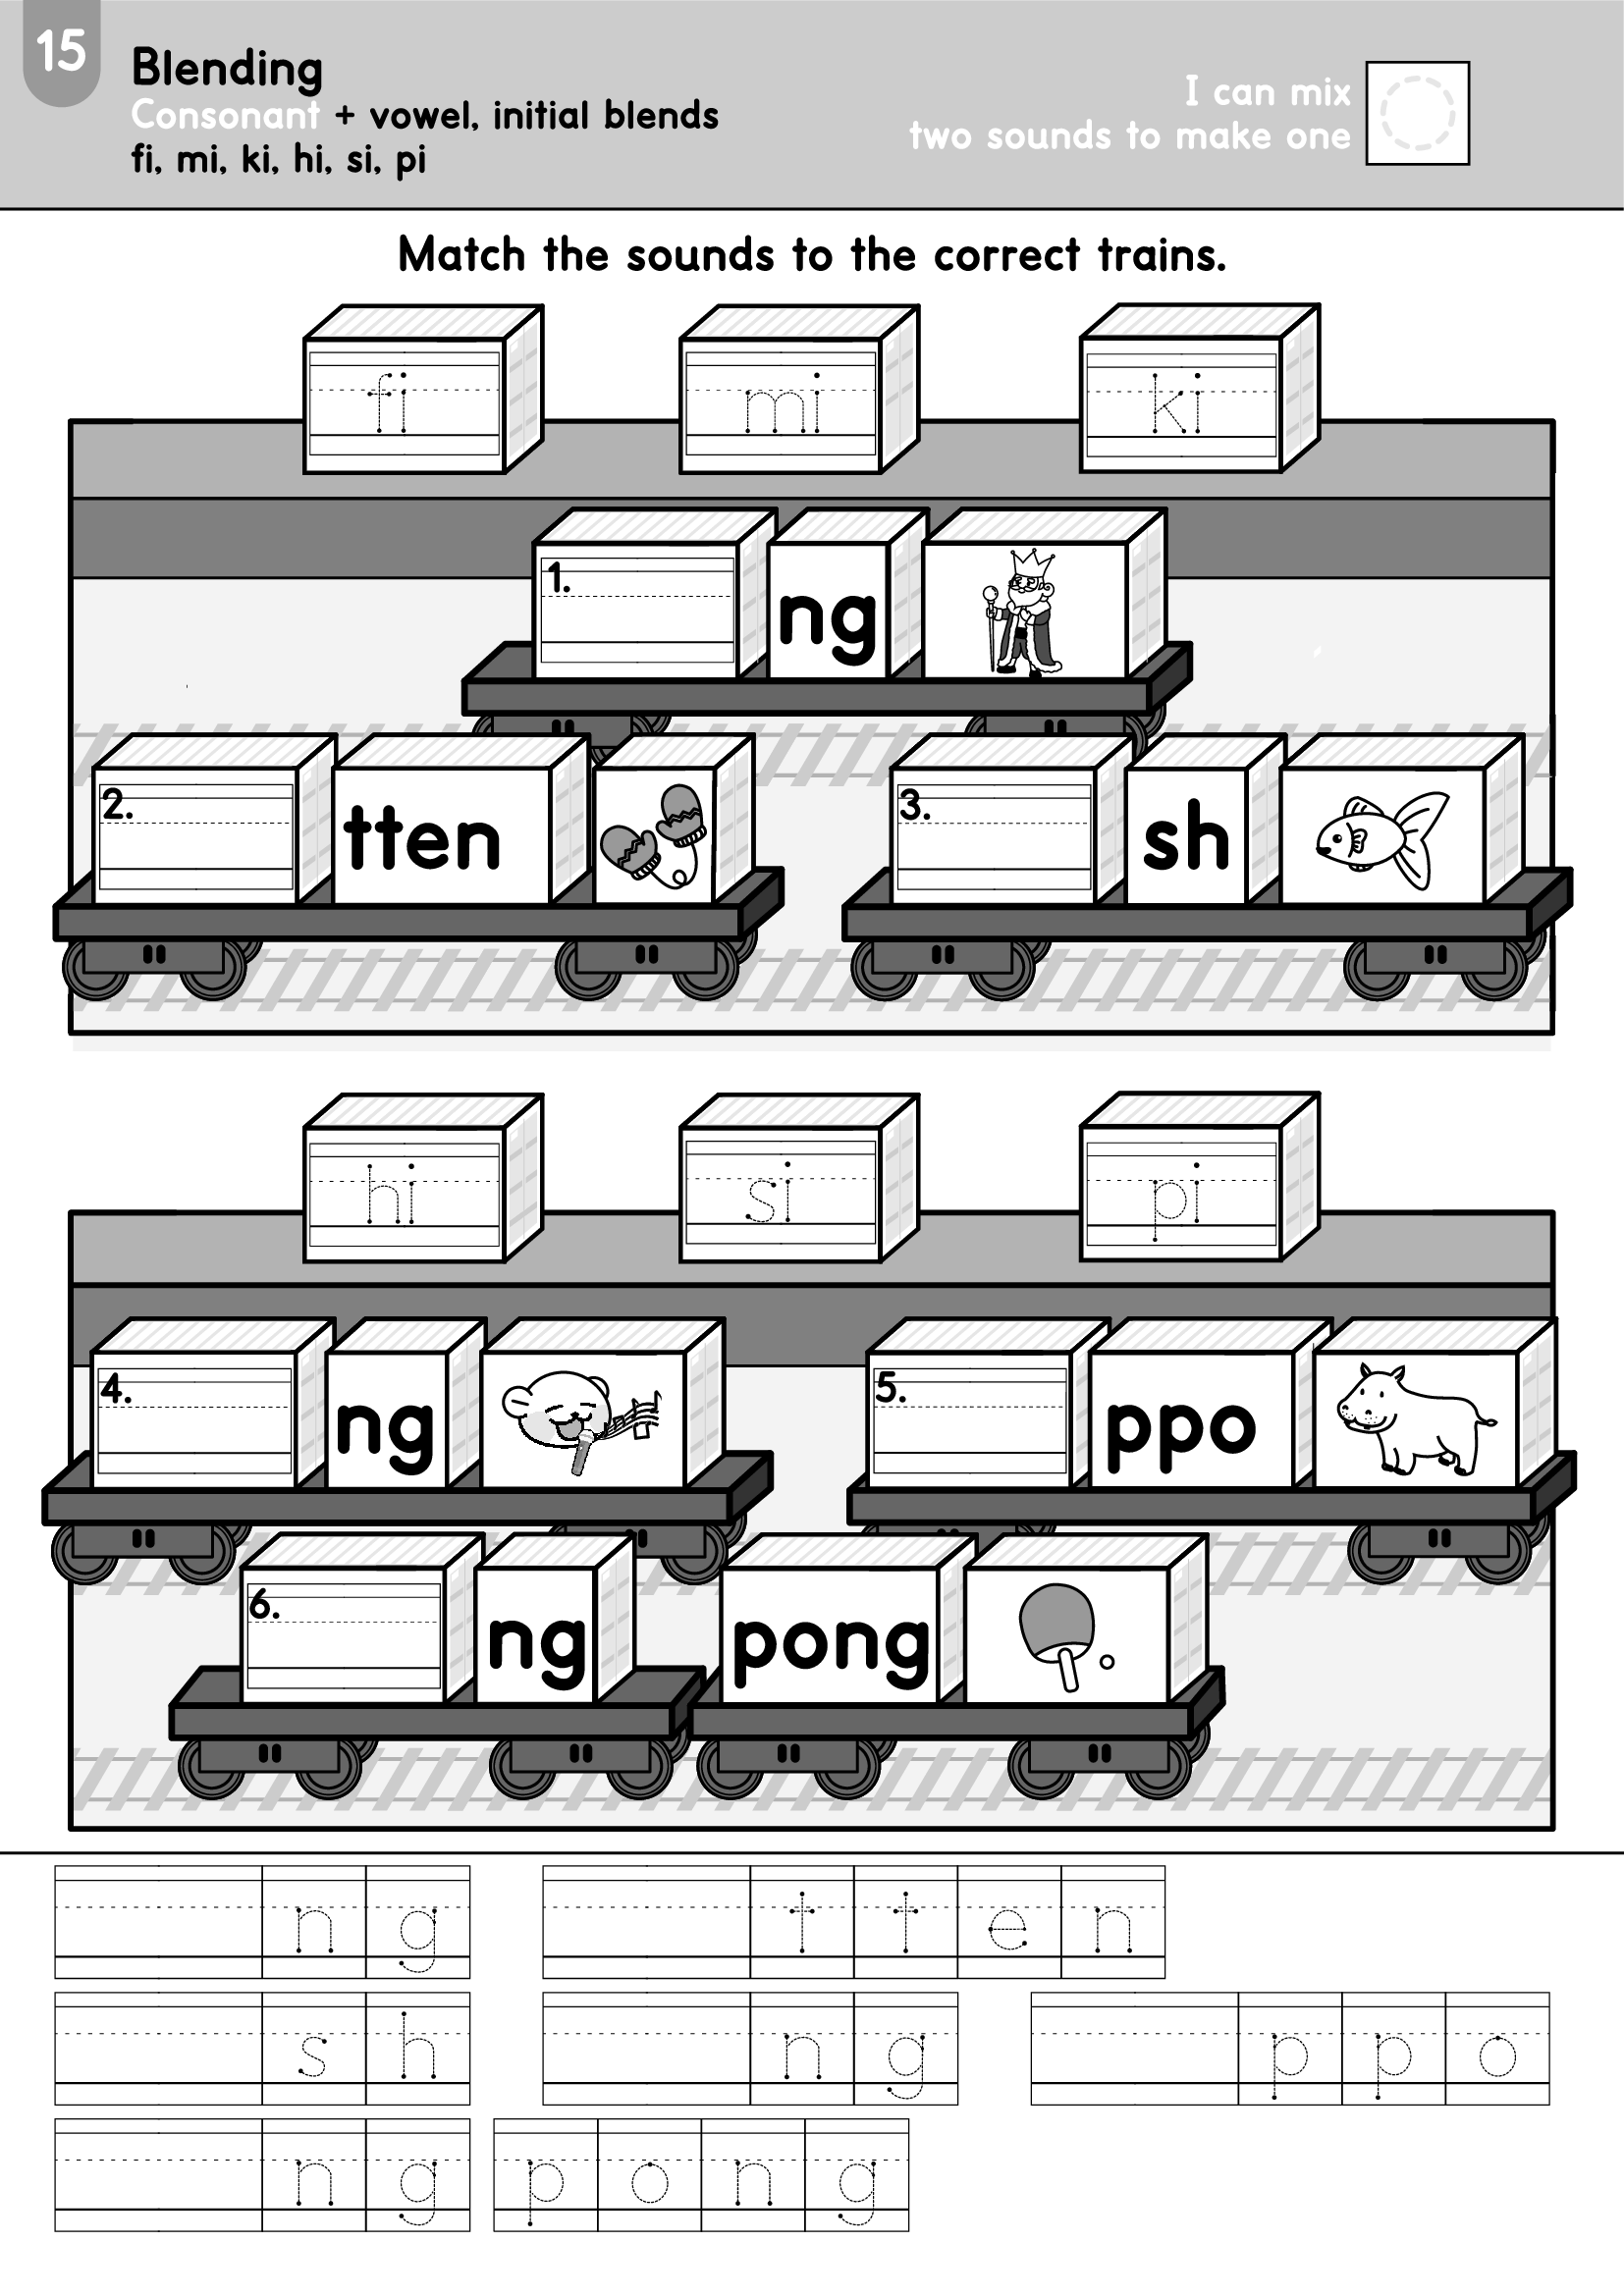 15
Blending
Consonant + vowel, initial blends
fi, mi, ki, hi, si, pi
I can mix
two sounds to make one
Match the sounds to the correct trains.
fi
mi
ki
1.
ng
2.
tten
3.
sh
hi
si
pi
4.
ng
5.
ppo
6.
ng
pong
n g
t t e n
s h
n g
p p o
n g
p o n g